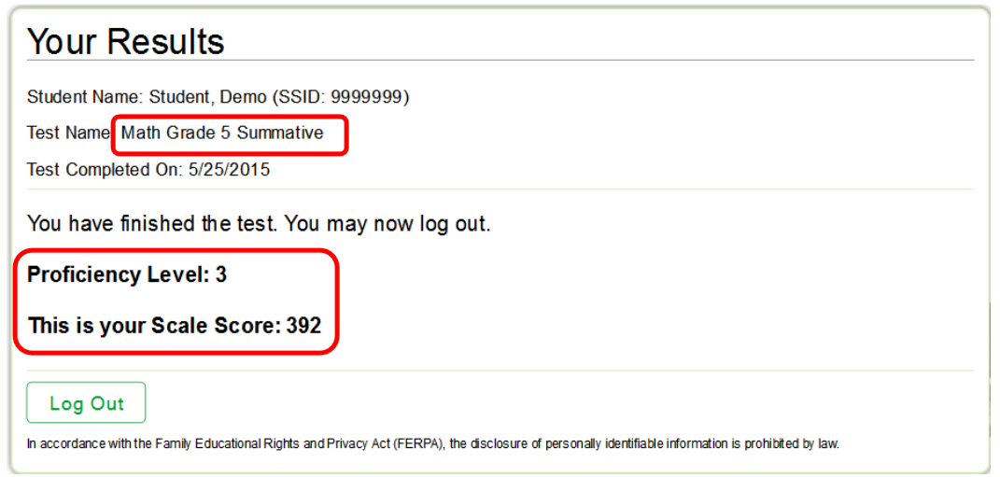 Your Results
Student Name: Student, Demo (SSID: 9999999)
Test Name: Math Grade 5 Summative
Test Completed On: 5/25/2015
You have finished the test. You may now log out.
Proficiency Level: 3
This is your Scale Score: 392
Log Out
In accordance with the Family Educational Rights and Privacy Act (FERPA), the disclosure of personally identifiable information is prohibited by law.